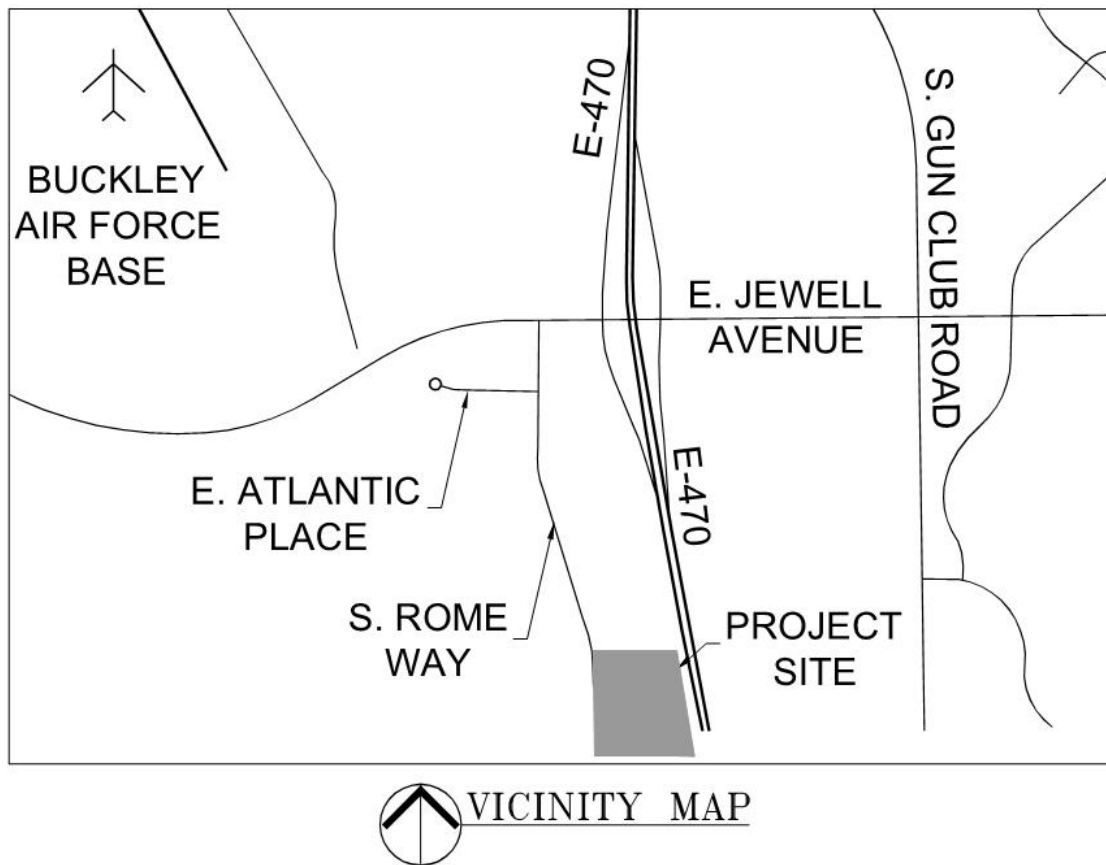 E-470
S. GUN CLUB ROAD
BUCKLEY
AIR FORCE
BASE
E. JEWELL
AVENUE
E. ATLANTIC
PLACE
E-470
S. ROME
WAY
PROJECT
SITE
VICINITY MAP